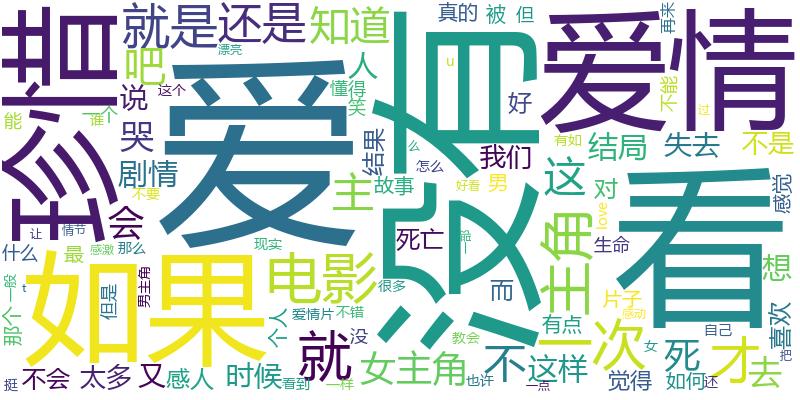 珍惜
就是
还是
知道
真的
被
但
爱情
再来
漂亮
吧
人
爱
没有
u
不能
过
能
一个
谁
说
这个
懂得
笑
好
哭
结果
我们
有如
结局
失去
不是
剧情
主
故事
么
怎么
这
对
感觉
不要
好看
男
love
看
让
情节
会
死亡
能
一
主角
生命
什么
最
感激
那么
现实
而
想
如果
电影
很多
片子
感动
喜欢
那个
一般
t
但是
男主角
个人
爱情片
不错
没
教会
有点
一次
自己
女
才
把
就
女主角
不
这样
死
去
挺
不会
太多
又
感人
时候
看到
一样
也许
一点
觉得
如何
还